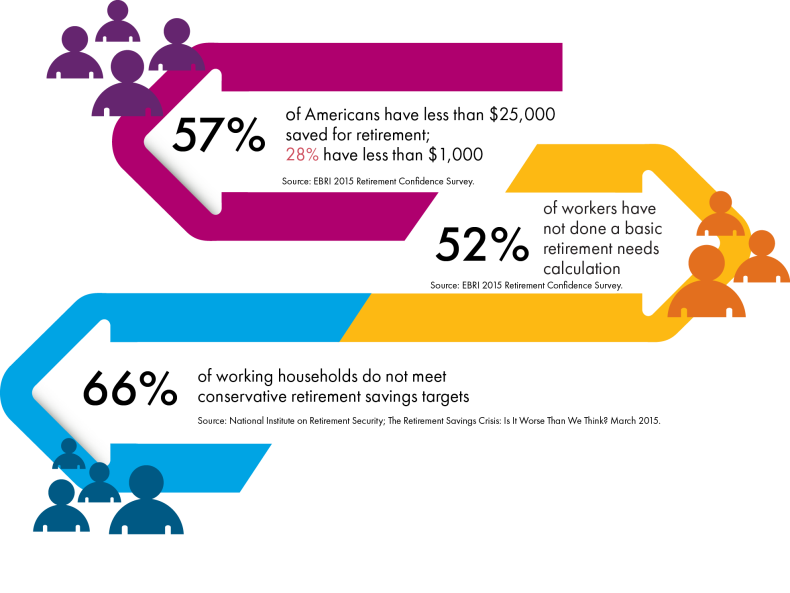 57%
of Americans have less than $25,000
saved for retirement;
28% have less than $1,000
Source: EBRI 2015 Retirement Confidence Survey.
52%
of workers have
not done a basic
retirement needs
calculation
Source: EBRI 2015 Retirement Confidence Survey.
66%
of working households do not meet
conservative retirement savings targets
Source: National Institute on Retirement Security; The Retirement Savings Crisis: Is It Worse Than We Think? March 2015.